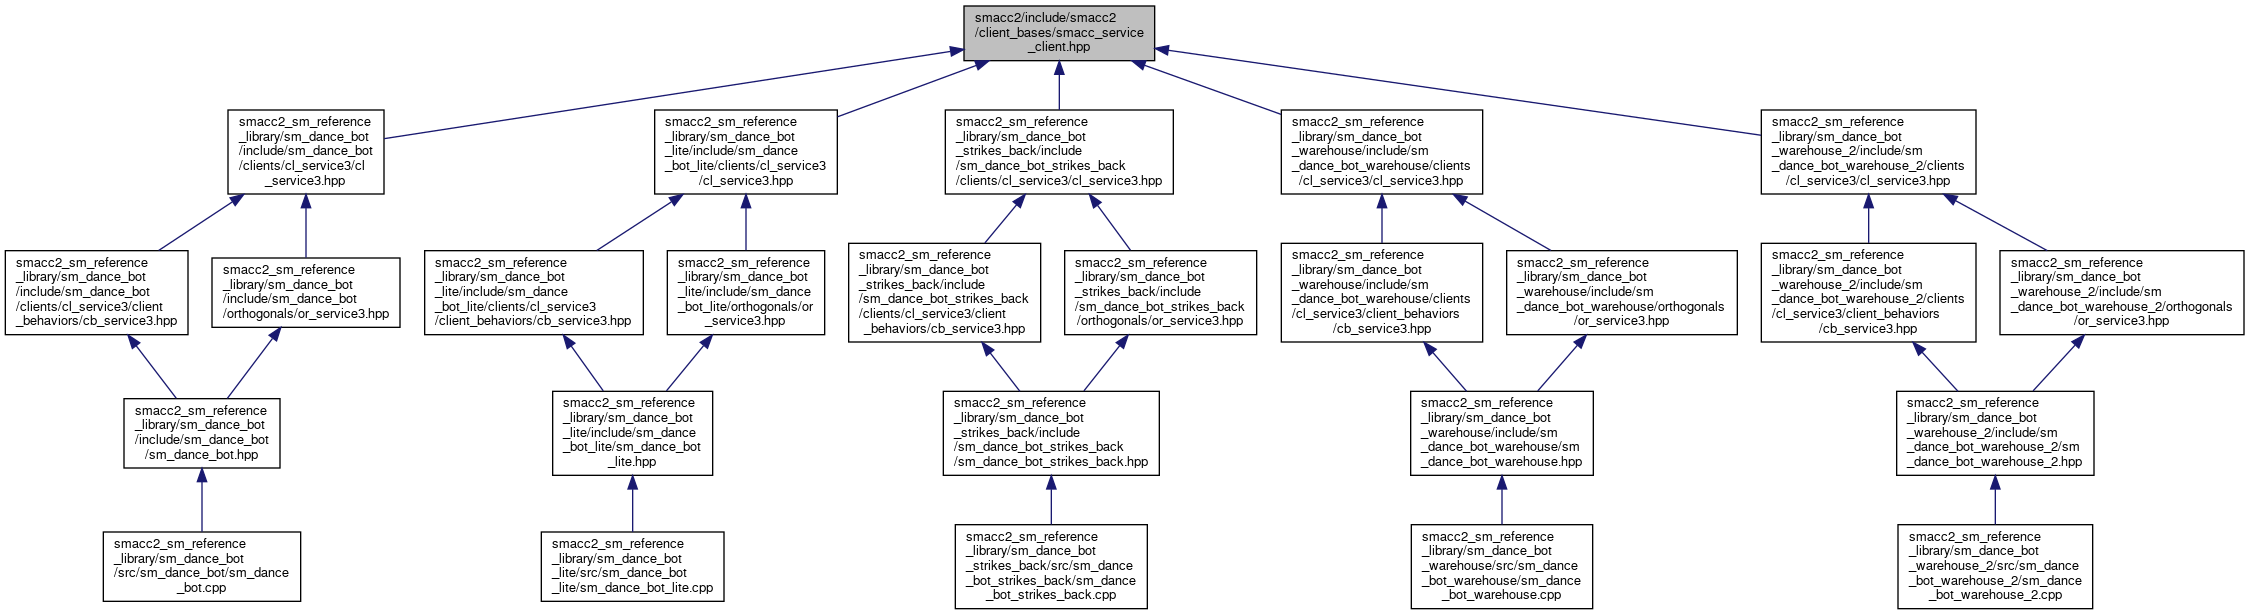 smacc2/include/smacc2
/client_bases/smacc_service
_client.hpp
smacc2_sm_reference
_library/sm_dance_bot
/include/sm_dance_bot
/clients/cl_service3/cl
_service3.hpp
smacc2_sm_reference
_library/sm_dance_bot
_lite/include/sm_dance
_bot_lite/clients/cl_service3
/cl_service3.hpp
smacc2_sm_reference
_library/sm_dance_bot
_strikes_back/include
/sm_dance_bot_strikes_back
/clients/cl_service3/cl_service3.hpp
smacc2_sm_reference
_library/sm_dance_bot
_warehouse/include/sm
_dance_bot_warehouse/clients
/cl_service3/cl_service3.hpp
smacc2_sm_reference
_library/sm_dance_bot
_warehouse_2/include/sm
_dance_bot_warehouse_2/clients
/cl_service3/cl_service3.hpp
smacc2_sm_reference
_library/sm_dance_bot
/include/sm_dance_bot
/clients/cl_service3/client
_behaviors/cb_service3.hpp
smacc2_sm_reference
_library/sm_dance_bot
/include/sm_dance_bot
/orthogonals/or_service3.hpp
smacc2_sm_reference
_library/sm_dance_bot
_lite/include/sm_dance
_bot_lite/clients/cl_service3
/client_behaviors/cb_service3.hpp
smacc2_sm_reference
_library/sm_dance_bot
_lite/include/sm_dance
_bot_lite/orthogonals/or
_service3.hpp
smacc2_sm_reference
_library/sm_dance_bot
_strikes_back/include
/sm_dance_bot_strikes_back
/clients/cl_service3/client
_behaviors/cb_service3.hpp
smacc2_sm_reference
_library/sm_dance_bot
_strikes_back/include
/sm_dance_bot_strikes_back
/orthogonals/or_service3.hpp
smacc2_sm_reference
_library/sm_dance_bot
_warehouse/include/sm
_dance_bot_warehouse/clients
/cl_service3/client_behaviors
/cb_service3.hpp
smacc2_sm_reference
_library/sm_dance_bot
_warehouse/include/sm
_dance_bot_warehouse/orthogonals
/or_service3.hpp
smacc2_sm_reference
_library/sm_dance_bot
_warehouse_2/include/sm
_dance_bot_warehouse_2/clients
/cl_service3/client_behaviors
/cb_service3.hpp
smacc2_sm_reference
_library/sm_dance_bot
_warehouse_2/include/sm
_dance_bot_warehouse_2/orthogonals
/or_service3.hpp
smacc2_sm_reference
_library/sm_dance_bot
/include/sm_dance_bot
/sm_dance_bot.hpp
smacc2_sm_reference
_library/sm_dance_bot
_lite/include/sm_dance
_bot_lite/sm_dance_bot
_lite.hpp
smacc2_sm_reference
_library/sm_dance_bot
_strikes_back/include
/sm_dance_bot_strikes_back
/sm_dance_bot_strikes_back.hpp
smacc2_sm_reference
_library/sm_dance_bot
_warehouse/include/sm
_dance_bot_warehouse/sm
_dance_bot_warehouse.hpp
smacc2_sm_reference
_library/sm_dance_bot
_warehouse_2/include/sm
_dance_bot_warehouse_2/sm
_dance_bot_warehouse_2.hpp
smacc2_sm_reference
_library/sm_dance_bot
/src/sm_dance_bot/sm_dance
_bot.cpp
smacc2_sm_reference
_library/sm_dance_bot
_lite/src/sm_dance_bot
_lite/sm_dance_bot_lite.cpp
smacc2_sm_reference
_library/sm_dance_bot
_strikes_back/src/sm_dance
_bot_strikes_back/sm_dance
_bot_strikes_back.cpp
smacc2_sm_reference
_library/sm_dance_bot
_warehouse/src/sm_dance
_bot_warehouse/sm_dance
_bot_warehouse.cpp
smacc2_sm_reference
_library/sm_dance_bot
_warehouse_2/src/sm_dance
_bot_warehouse_2/sm_dance
_bot_warehouse_2.cpp